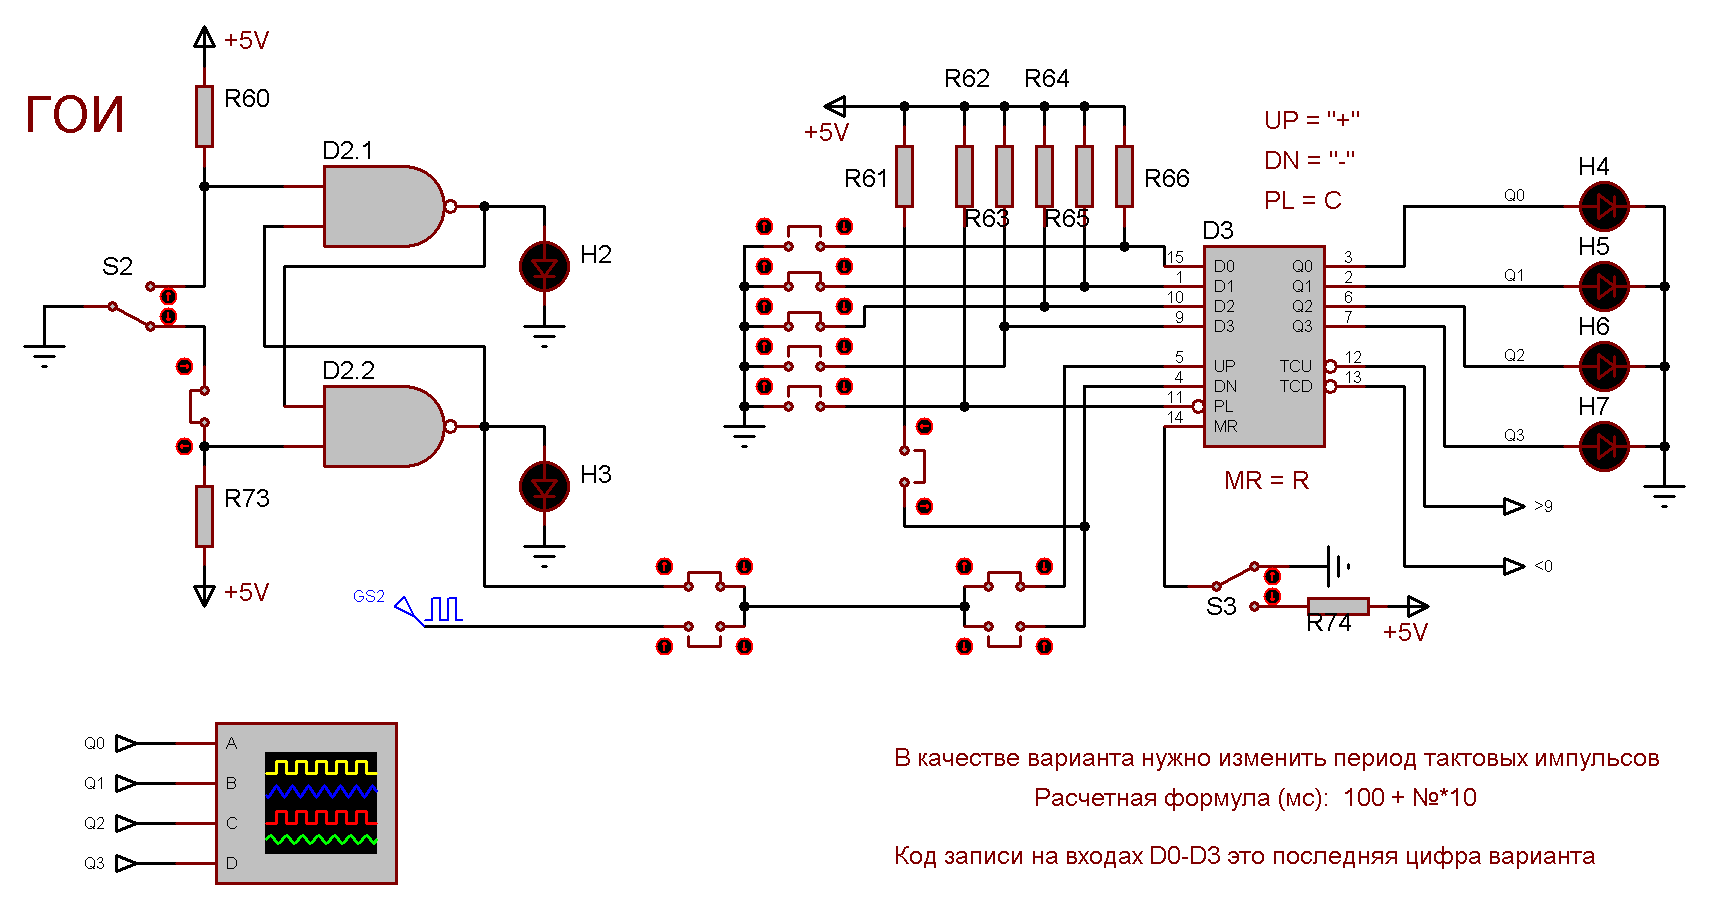 +5V
R60
ГОИ
D2.1
S2
H2
D2.2
R73
H3
+5V
GS2
R62 R64
+5V
R61 R66
R63 R65
UP = "+"
DN = "-"
PL = C
D3
15 D0 Q0 3
1 D1 Q1 2
10 D2 Q2 6
9 D3 Q3 7
5 UP TCU 12
4 DN TCD 13
11 PL
14 MR
MR = R
Q0 H4
Q1 H5
Q2 H6
Q3 H7
>9
<0
S3
R74
+5V
Q0 A
Q1 B
Q2 C
Q3 D
В качестве варианта нужно изменить период тактовых импульсов
Расчетная формула (мс): 100 + №*10
Код записи на входах D0-D3 это последняя цифра варианта